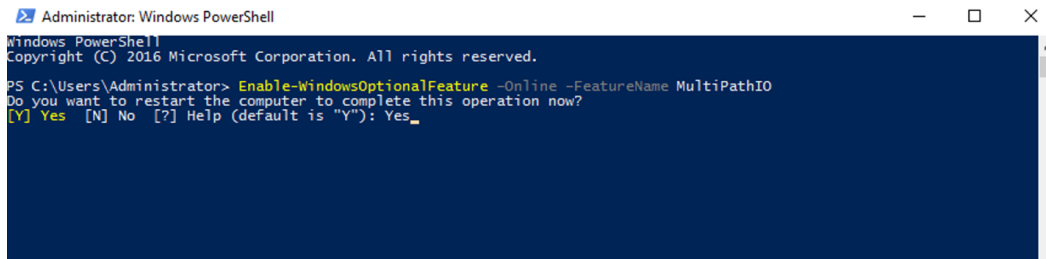 Administrator: Windows PowerShell
Windows PowerShell
Copyright (C) 2016 Microsoft Corporation. All rights reserved.
PS C:\Users\Administrator> Enable-WindowsOptionalFeature -Online -FeatureName MultiPathIO
Do you want to restart the computer to complete this operation now?
[Y] Yes  [N] No  [?] Help (default is "Y"): Yes